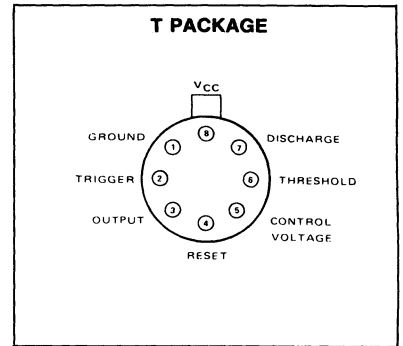 T PACKAGE
VCC
GROUND
8
DISCHARGE
1
7
TRIGGER
2
6
THRESHOLD
OUTPUT
3
5
CONTROL
VOLTAGE
4
RESET